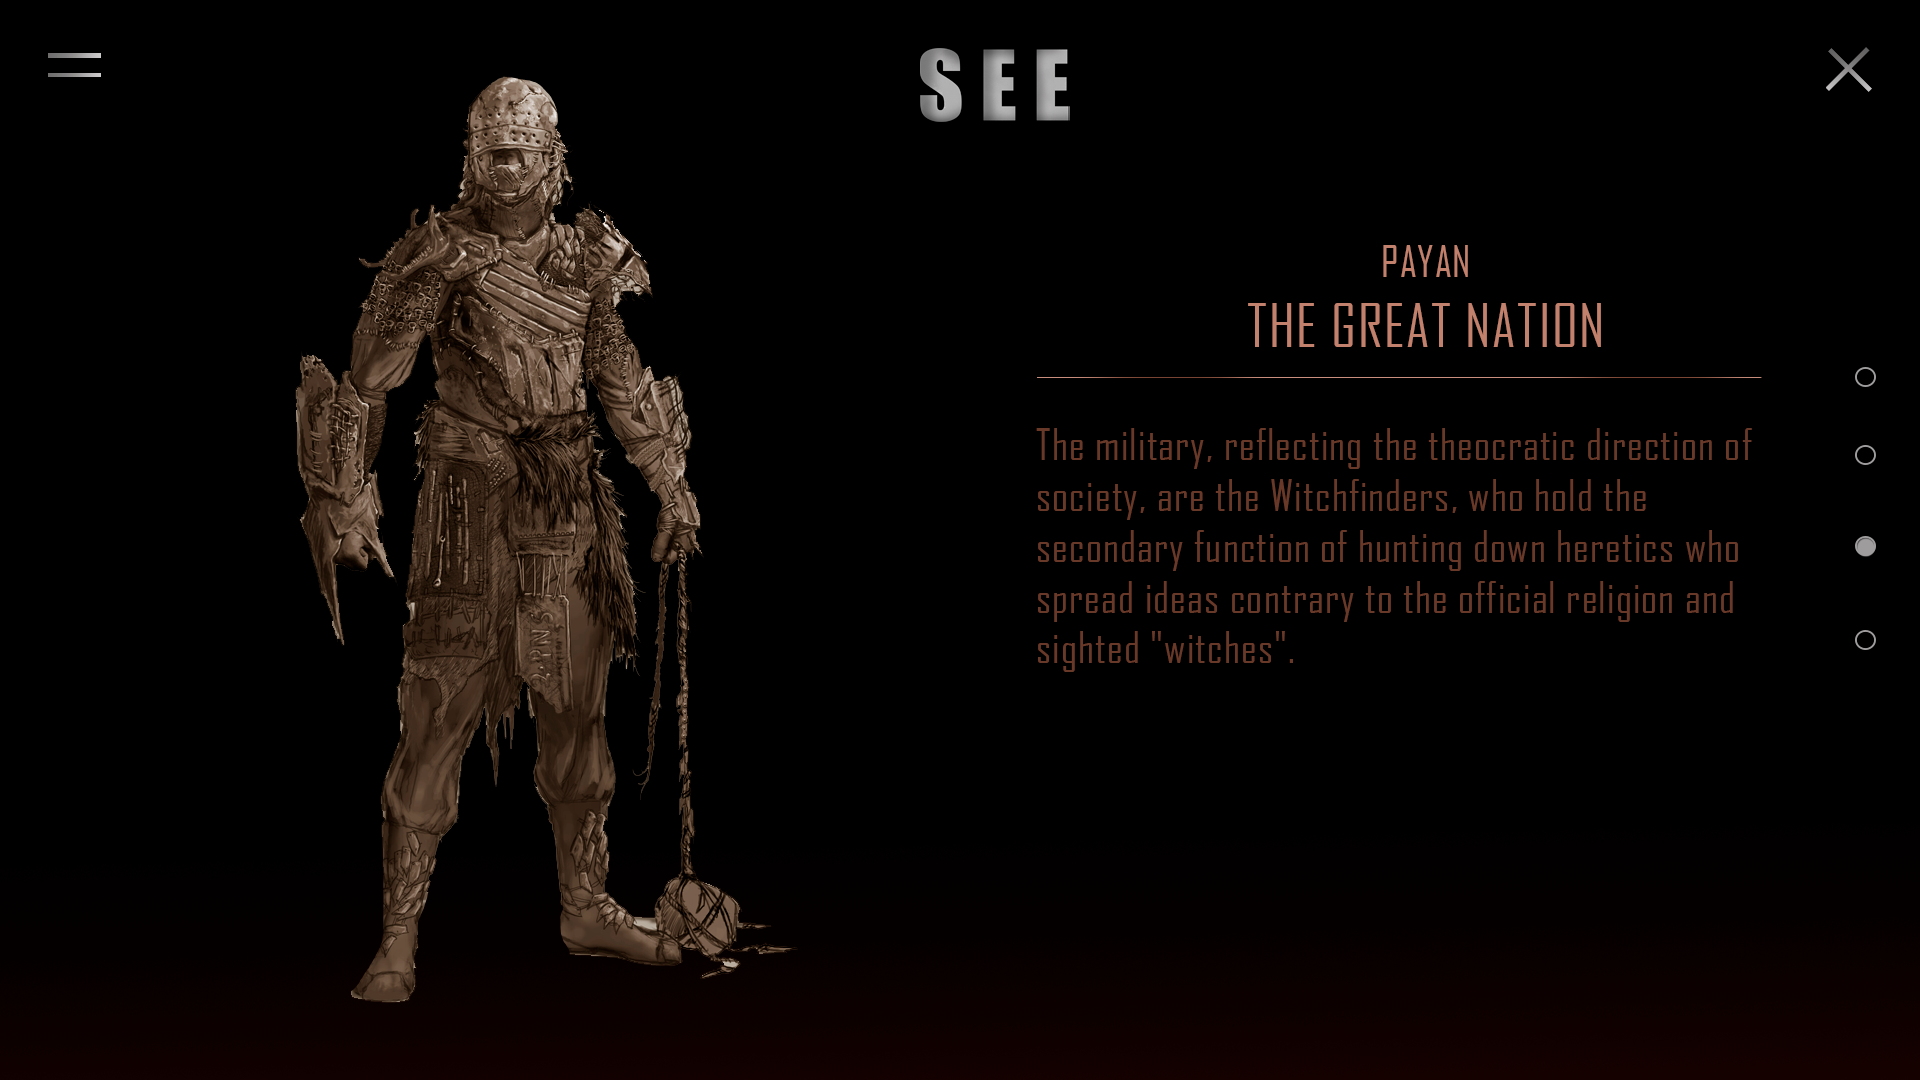 SEE
PAYAN
THE GREAT NATION
The military, reflecting the theocratic direction of
society, are the Witchfinders, who hold the
secondary function of hunting down heretics who
spread ideas contrary to the official religion and
sighted "witches".